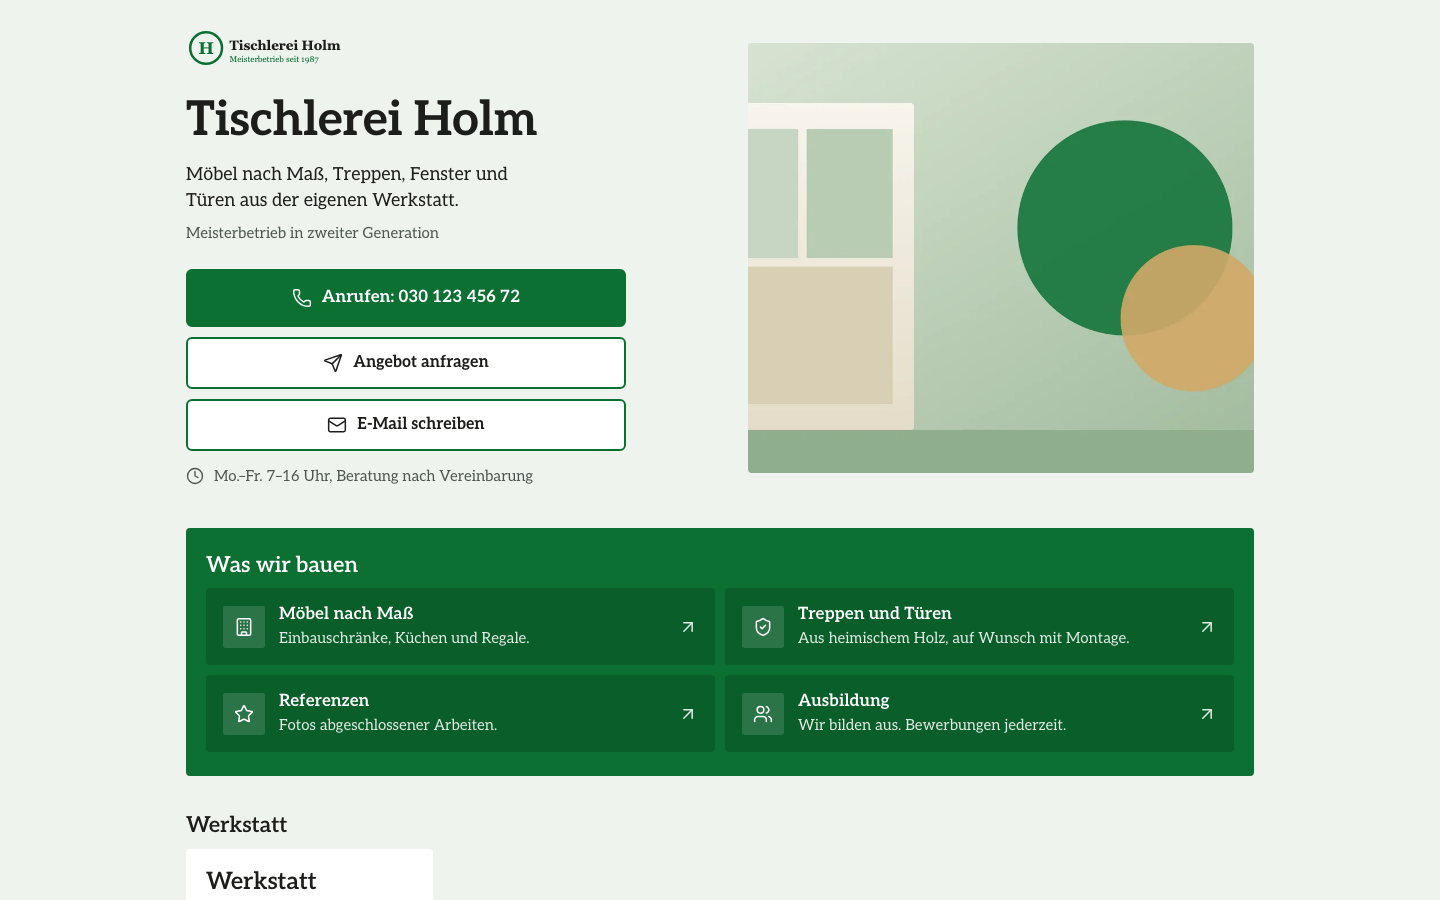 H
Tischlerei Holm
Meisterbetrieb seit 1987
Tischlerei Holm
Möbel nach Maß, Treppen, Fenster und
Türen aus der eigenen Werkstatt.
Meisterbetrieb in zweiter Generation
Anrufen: 030 123 456 72
Angebot anfragen
E-Mail schreiben
Mo.–Fr. 7–16 Uhr, Beratung nach Vereinbarung
Was wir bauen
Möbel nach Maß
Einbauschränke, Küchen und Regale.
Treppen und Türen
Aus heimischem Holz, auf Wunsch mit Montage.
Referenzen
Fotos abgeschlossener Arbeiten.
Ausbildung
Wir bilden aus. Bewerbungen jederzeit.
Werkstatt
Werkstatt